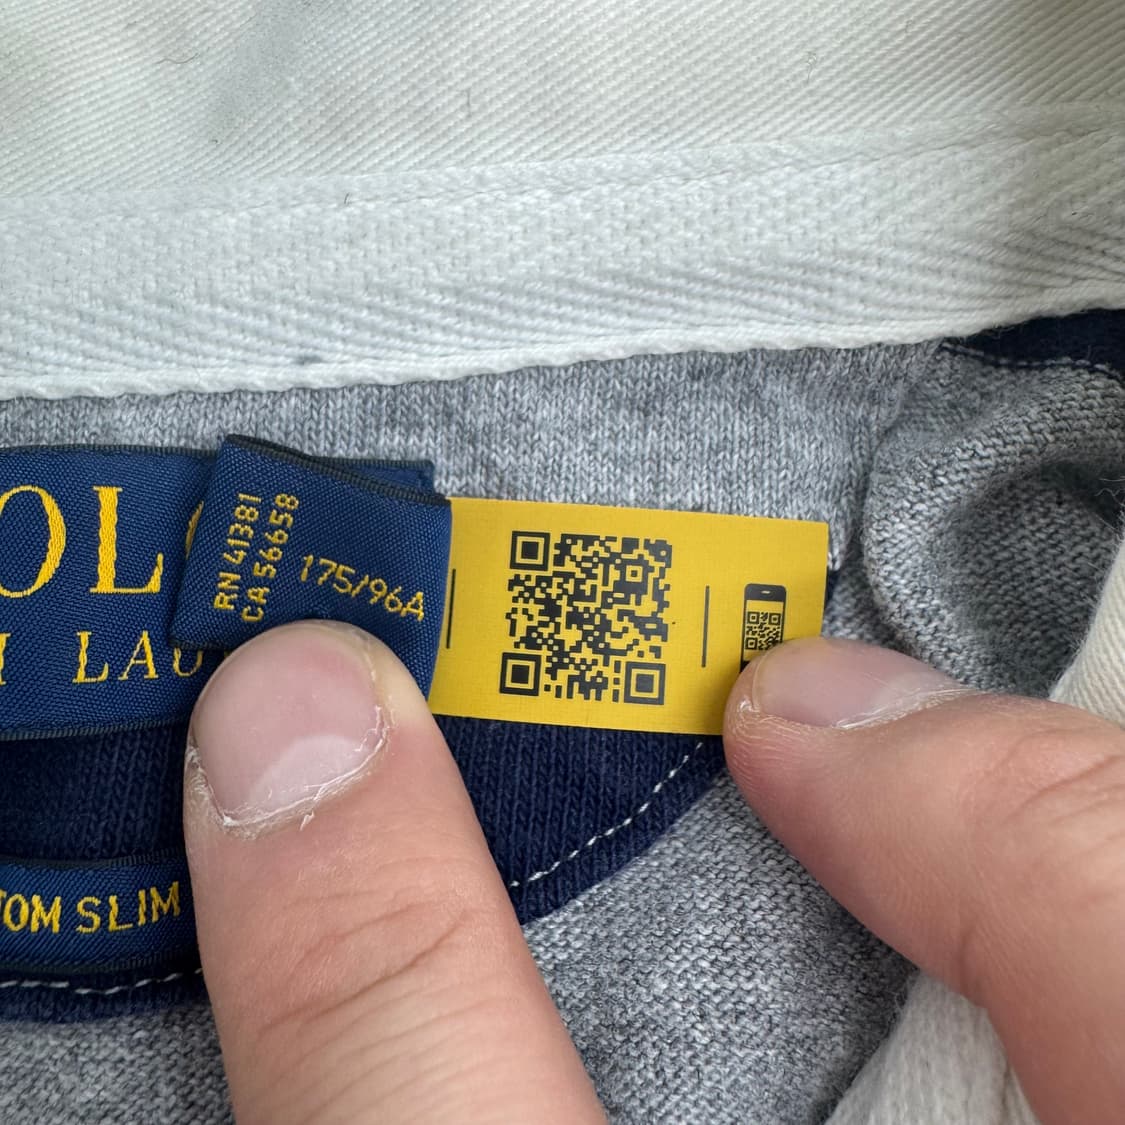 OL
LAU
RN 41381
CA 56658
175/96A
TOM SLIM